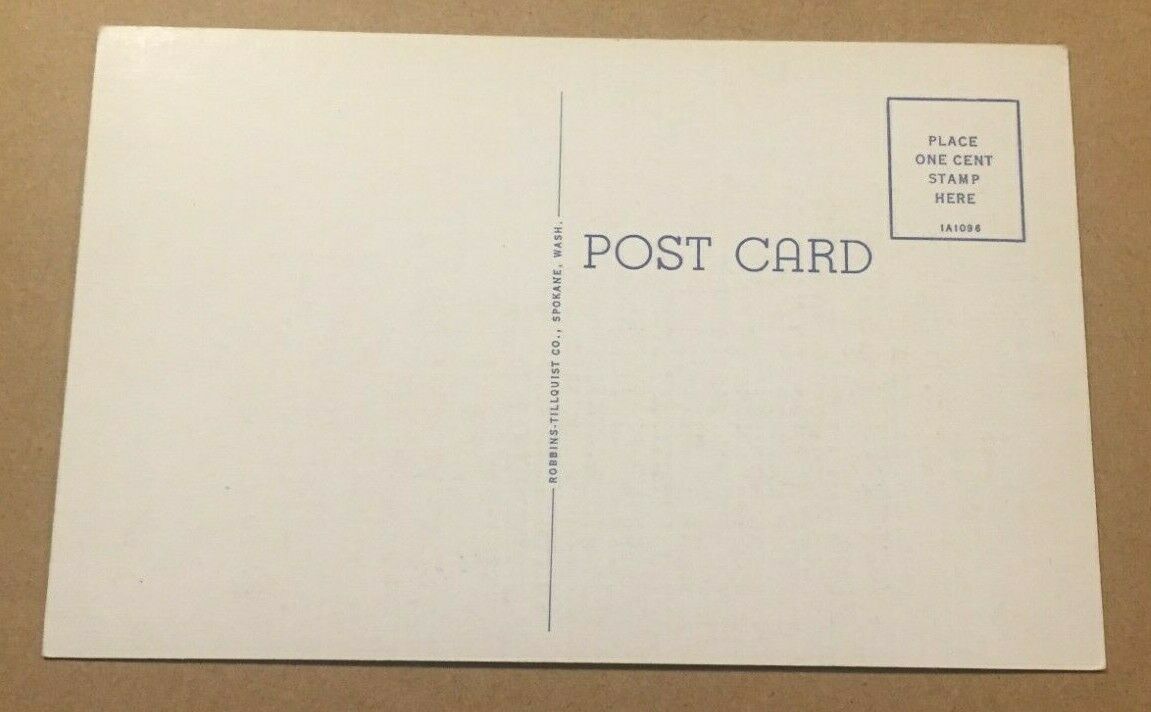 PLACE
ONE CENT
STAMP
HERE
1A1096
POST CARD
ROBBINS-TILLQUIST CO., SPOKANE, WASH.